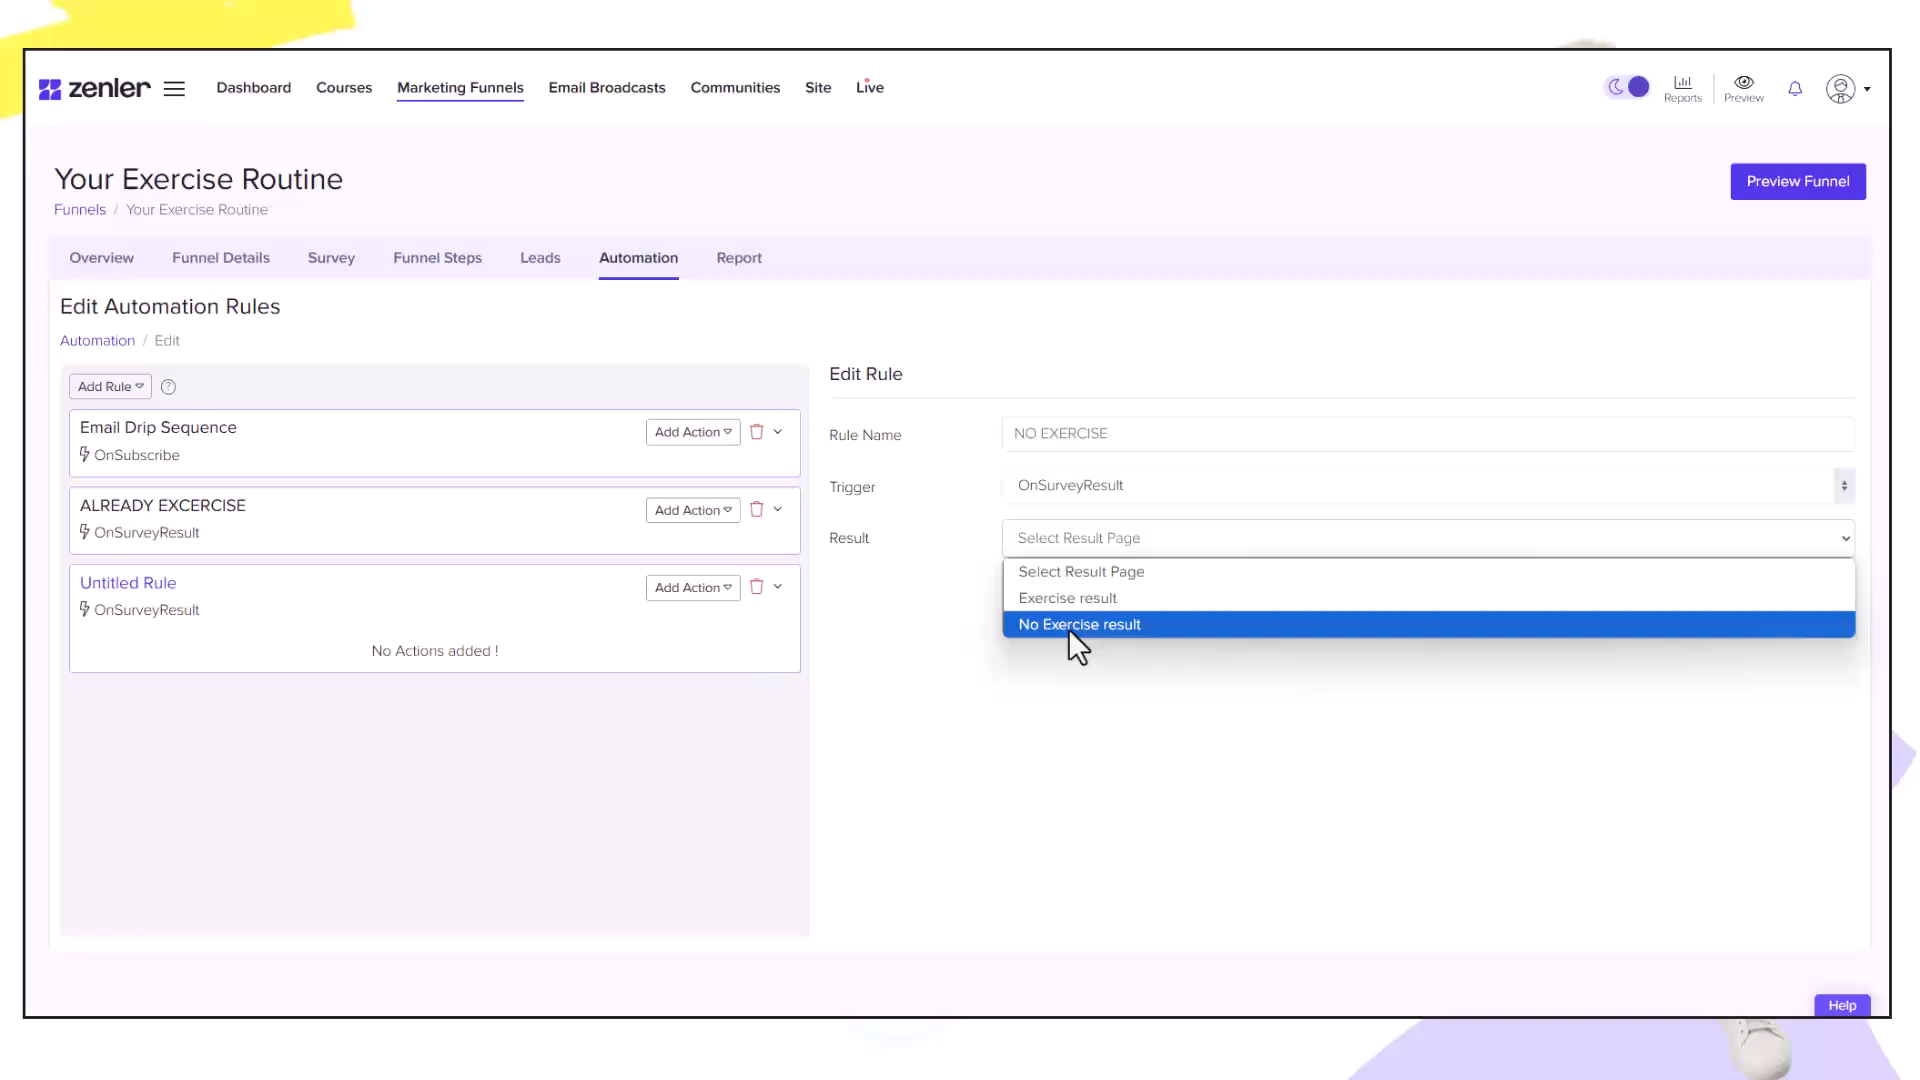 zenler
Dashboard
Courses
Marketing Funnels
Email Broadcasts
Communities
Site
Live
Reports
Preview
Your Exercise Routine
Funnels / Your Exercise Routine
Preview Funnel
Overview
Funnel Details
Survey
Funnel Steps
Leads
Automation
Report
Edit Automation Rules
Automation / Edit
Add Rule
?
Email Drip Sequence
OnSubscribe
Add Action
ALREADY EXCERCISE
OnSurveyResult
Add Action
Untitled Rule
OnSurveyResult
Add Action
No Actions added !
Edit Rule
Rule Name
NO EXERCISE
Trigger
OnSurveyResult
Result
Select Result Page
Select Result Page
Exercise result
No Exercise result
Help